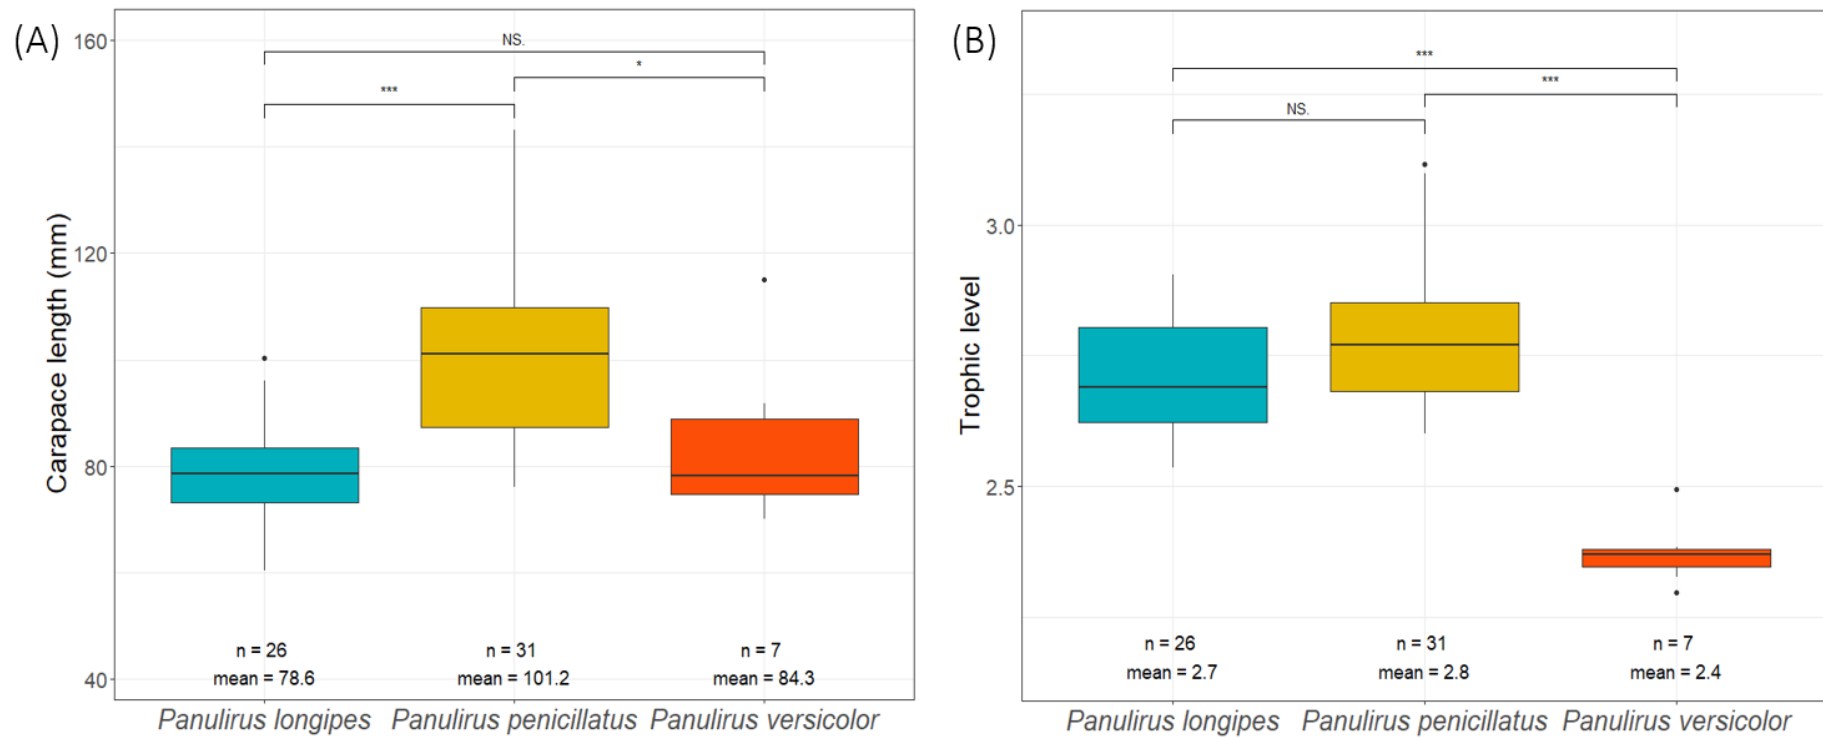 (A)
160
120
80
40
Carapace length (mm)
NS.
*
***
n = 26
mean = 78.6
n = 31
mean = 101.2
n = 7
mean = 84.3
Panulirus longipes
Panulirus penicillatus
Panulirus versicolor
(B)
3.0
2.5
Trophic level
***
***
NS.
n = 26
mean = 2.7
n = 31
mean = 2.8
n = 7
mean = 2.4
Panulirus longipes
Panulirus penicillatus
Panulirus versicolor